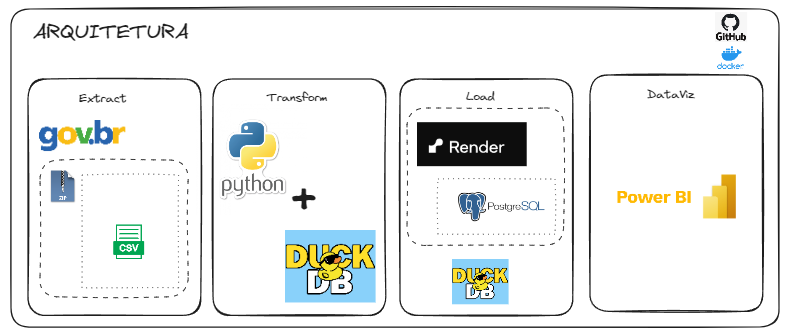 ARQUITETURA
GitHub
docker
Extract
Transform
Load
DataViz
gov.br
ZIP
CSV
python
+
DUCK
DB
Render
PostgreSQL
DUCK
DB
Power BI